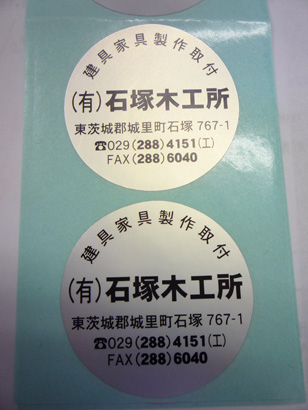 建具家具製作取付
(有)石塚木工所
東茨城郡城里町石塚 767-1
☎029(288)4151(工)
FAX(288)6040
建具家具製作取付
(有)石塚木工所
東茨城郡城里町石塚 767-1
☎029(288)4151(工)
FAX(288)6040